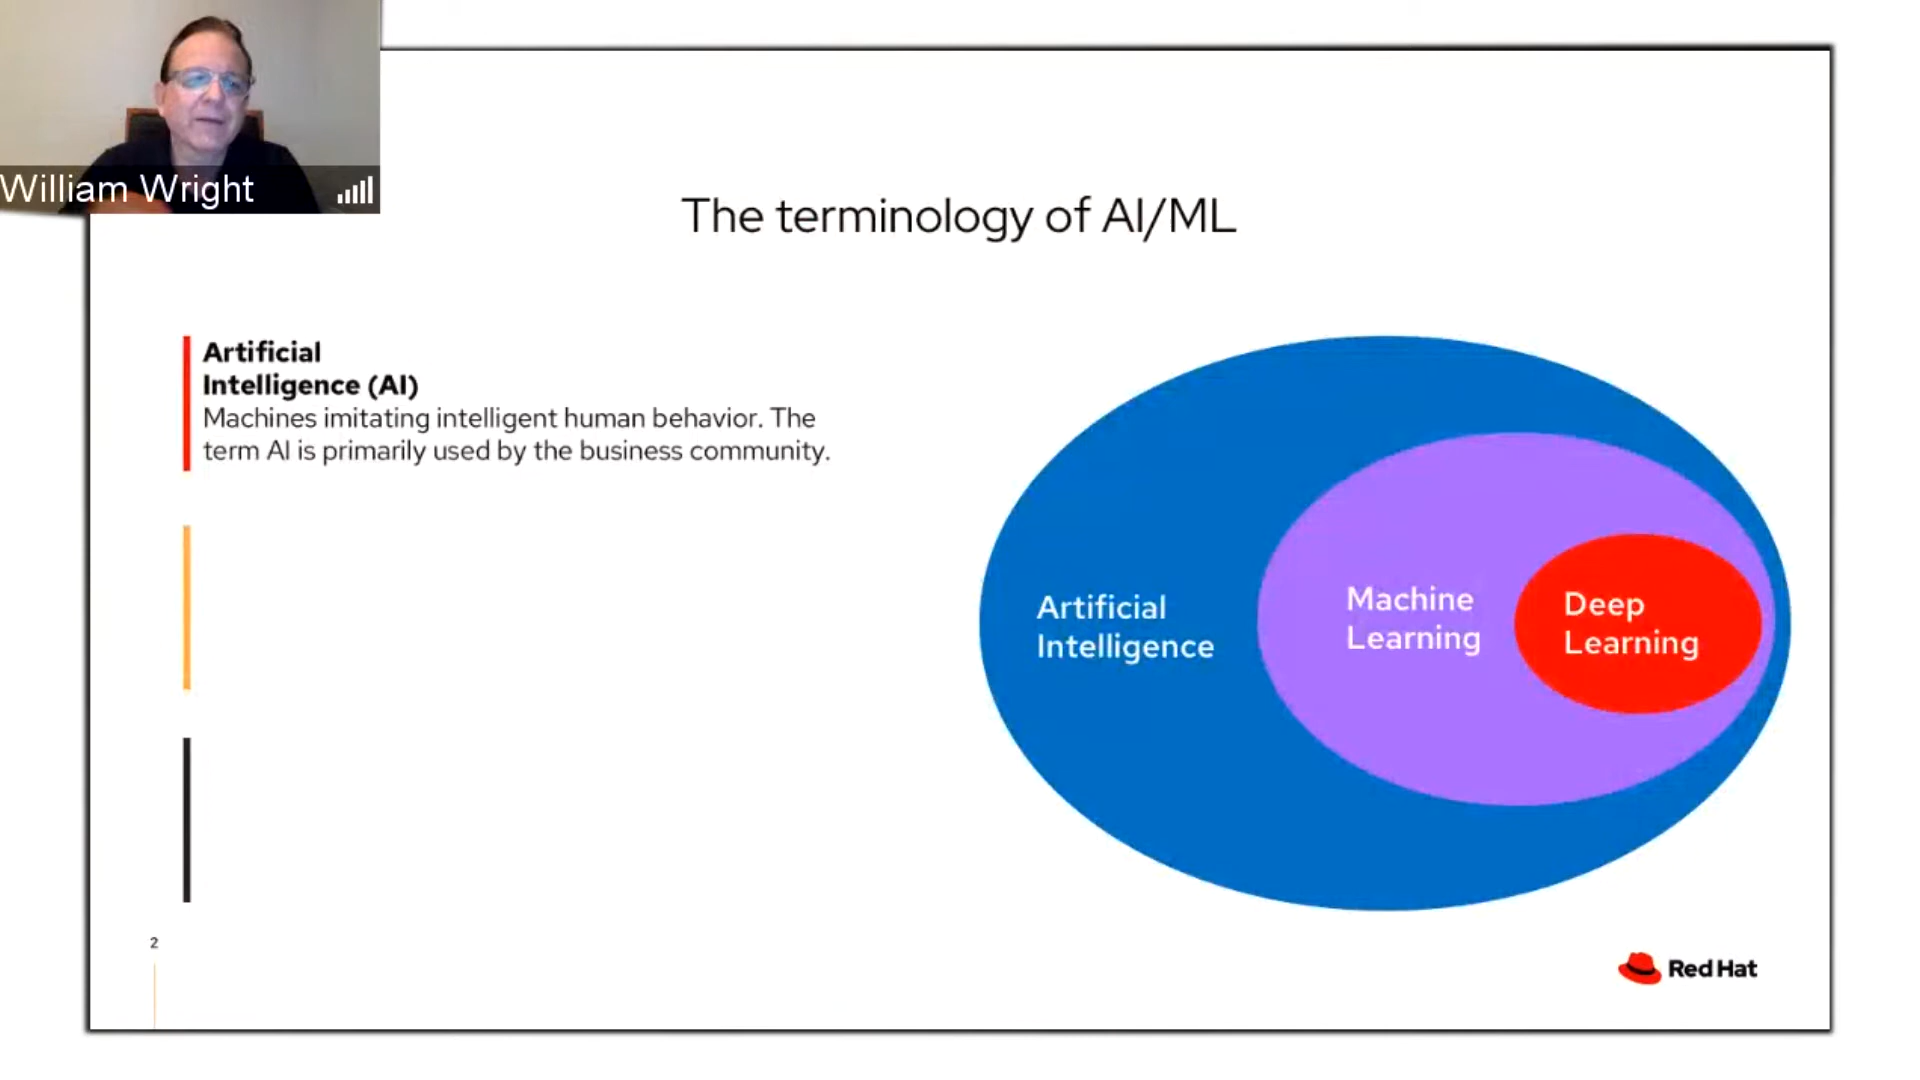 William Wright
The terminology of AI/ML
Artificial
Intelligence (AI)
Machines imitating intelligent human behavior. The
term AI is primarily used by the business community.
Artificial
Intelligence
Machine
Learning
Deep
Learning
2
Red Hat